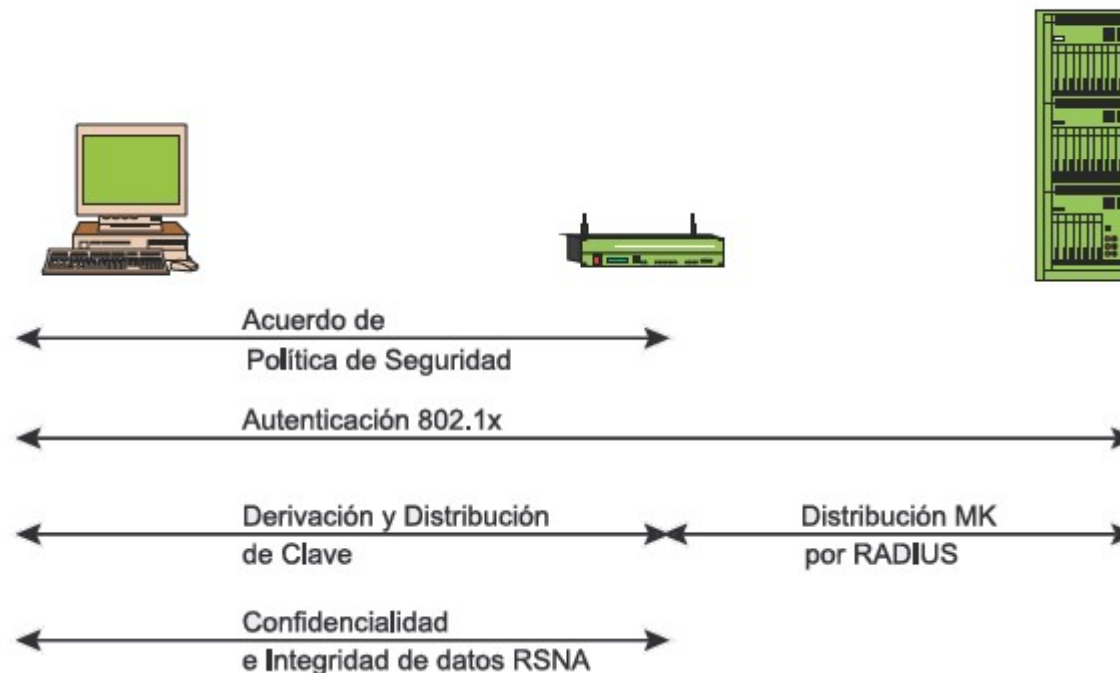 Acuerdo de
Política de Seguridad
Autenticación 802.1x
Derivación y Distribución
de Clave
Distribución MK
por RADIUS
Confidencialidad
e Integridad de datos RSNA